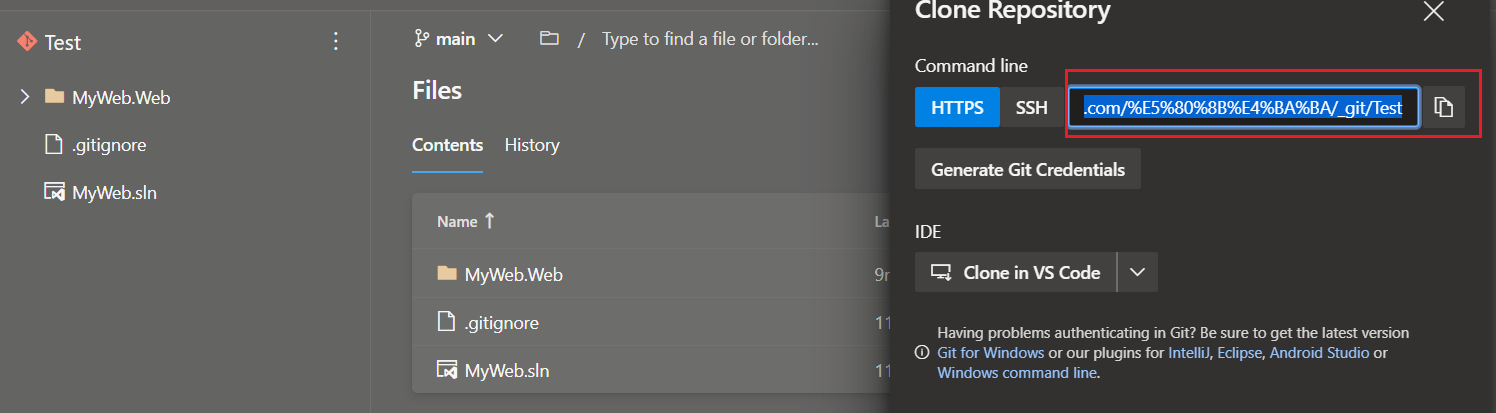 Test
MyWeb.Web
.gitignore
MyWeb.sln
main
/
Type to find a file or folder...
Files
Contents
History
Name
La
MyWeb.Web
9
.gitignore
11
MyWeb.sln
11
Clone Repository
Command line
HTTPS
SSH
.com/%E5%80%8B%E4%BA%BA/_git/Test
Generate Git Credentials
IDE
Clone in VS Code
Having problems authenticating in Git? Be sure to get the latest version
Git for Windows or our plugins for IntelliJ, Eclipse, Android Studio or
Windows command line.